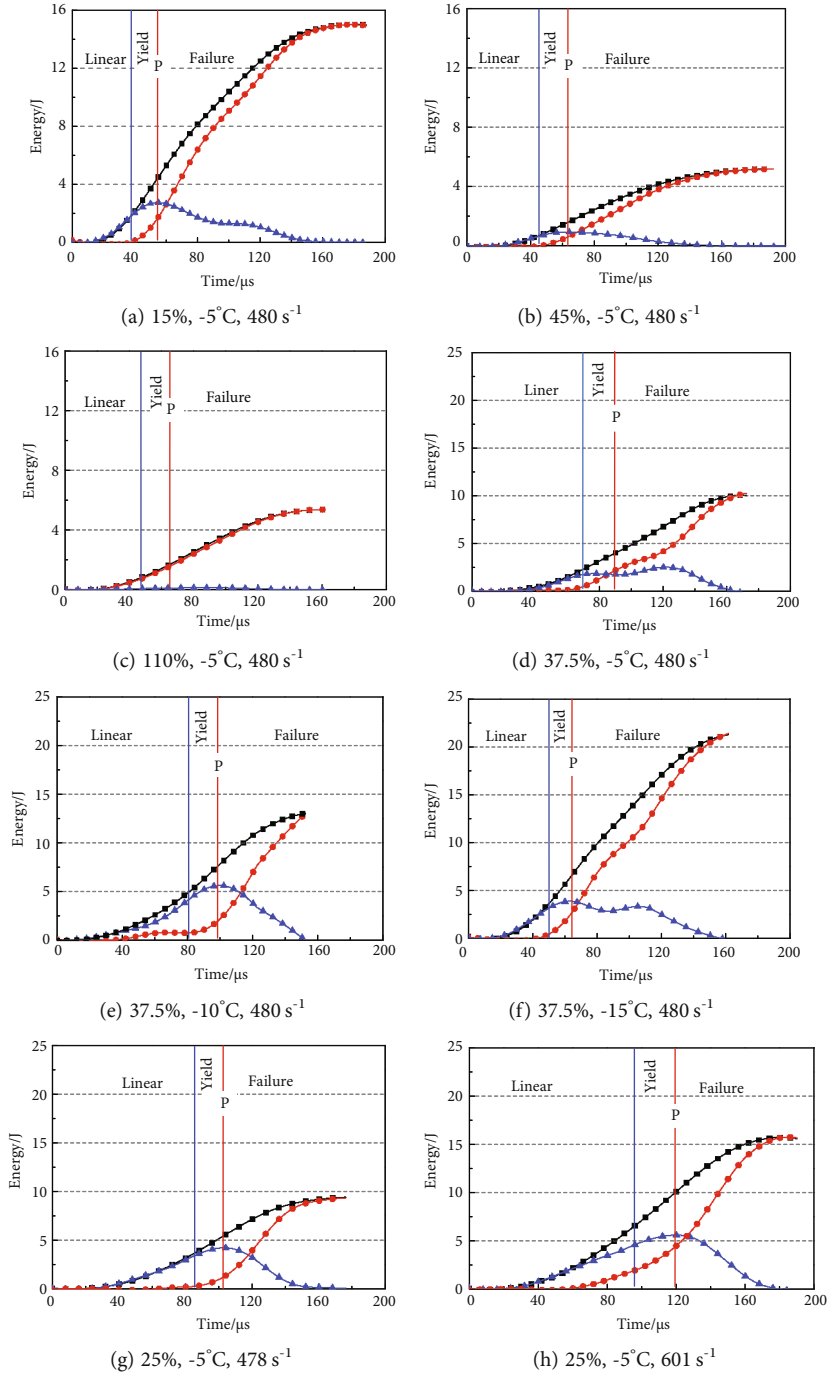 16
12
8
4
0
Energy/J
Linear
Yield
P
Failure
0 40 80 120 160 200
Time/μs
(a) 15%, -5°C, 480 s-1
16
12
8
4
0
Energy/J
Linear
Yield
P
Failure
0 40 80 120 160 200
Time/μs
(b) 45%, -5°C, 480 s-1
16
12
8
4
0
Energy/J
Linear
Yield
P
Failure
0 40 80 120 160 200
Time/μs
(c) 110%, -5°C, 480 s-1
25
20
15
10
5
0
Energy/J
Liner
Yield
P
Failure
0 40 80 120 160 200
Time/μs
(d) 37.5%, -5°C, 480 s-1
25
20
15
10
5
0
Energy/J
Linear
Yield
P
Failure
0 40 80 120 160 200
Time/μs
(e) 37.5%, -10°C, 480 s-1
25
20
15
10
5
0
Energy/J
Linear
Yield
P
Failure
0 40 80 120 160 200
Time/μs
(f) 37.5%, -15°C, 480 s-1
25
20
15
10
5
0
Energy/J
Linear
Yield
P
Failure
0 40 80 120 160 200
Time/μs
(g) 25%, -5°C, 478 s-1
25
20
15
10
5
0
Energy/J
Linear
Yield
P
Failure
0 40 80 120 160 200
Time/μs
(h) 25%, -5°C, 601 s-1